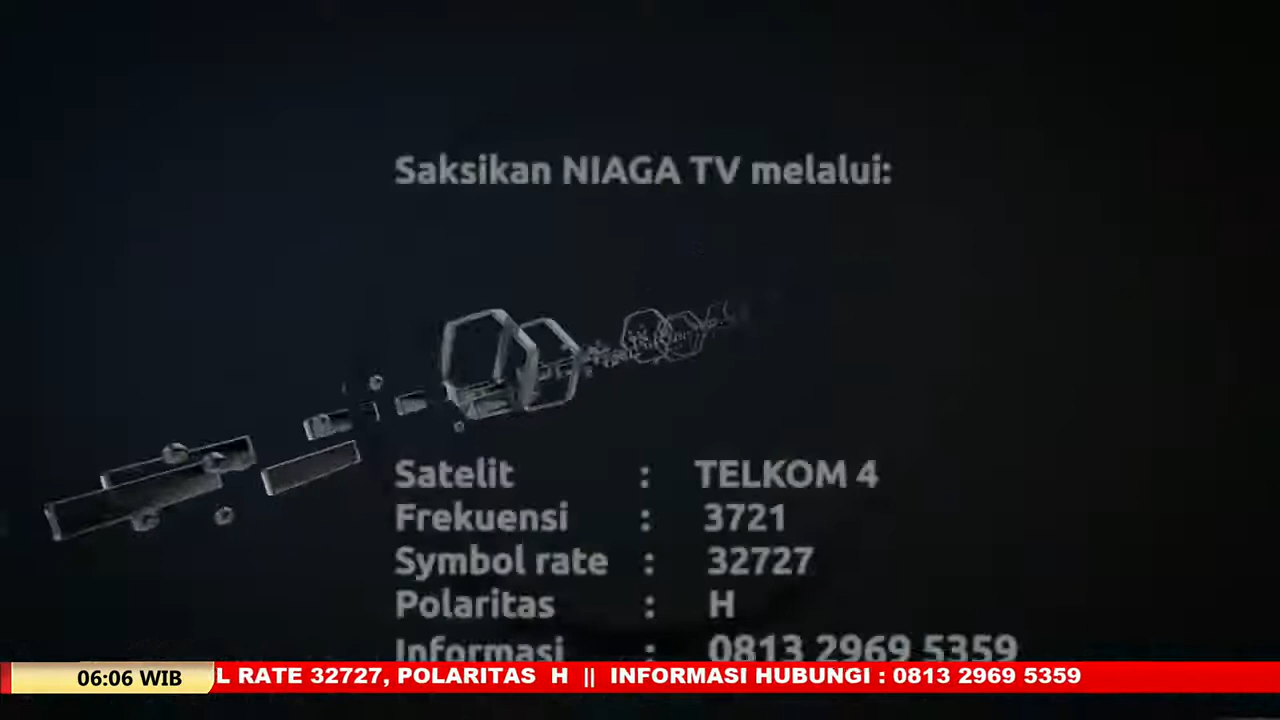 Saksikan NIAGA TV melalui:
Satelit : TELKOM 4
Frekuensi : 3721
Symbol rate : 32727
Polaritas : H
Informasi : 0813 2969 5359
06:06 WIB L RATE 32727, POLARITAS H || INFORMASI HUBUNGI : 0813 2969 5359